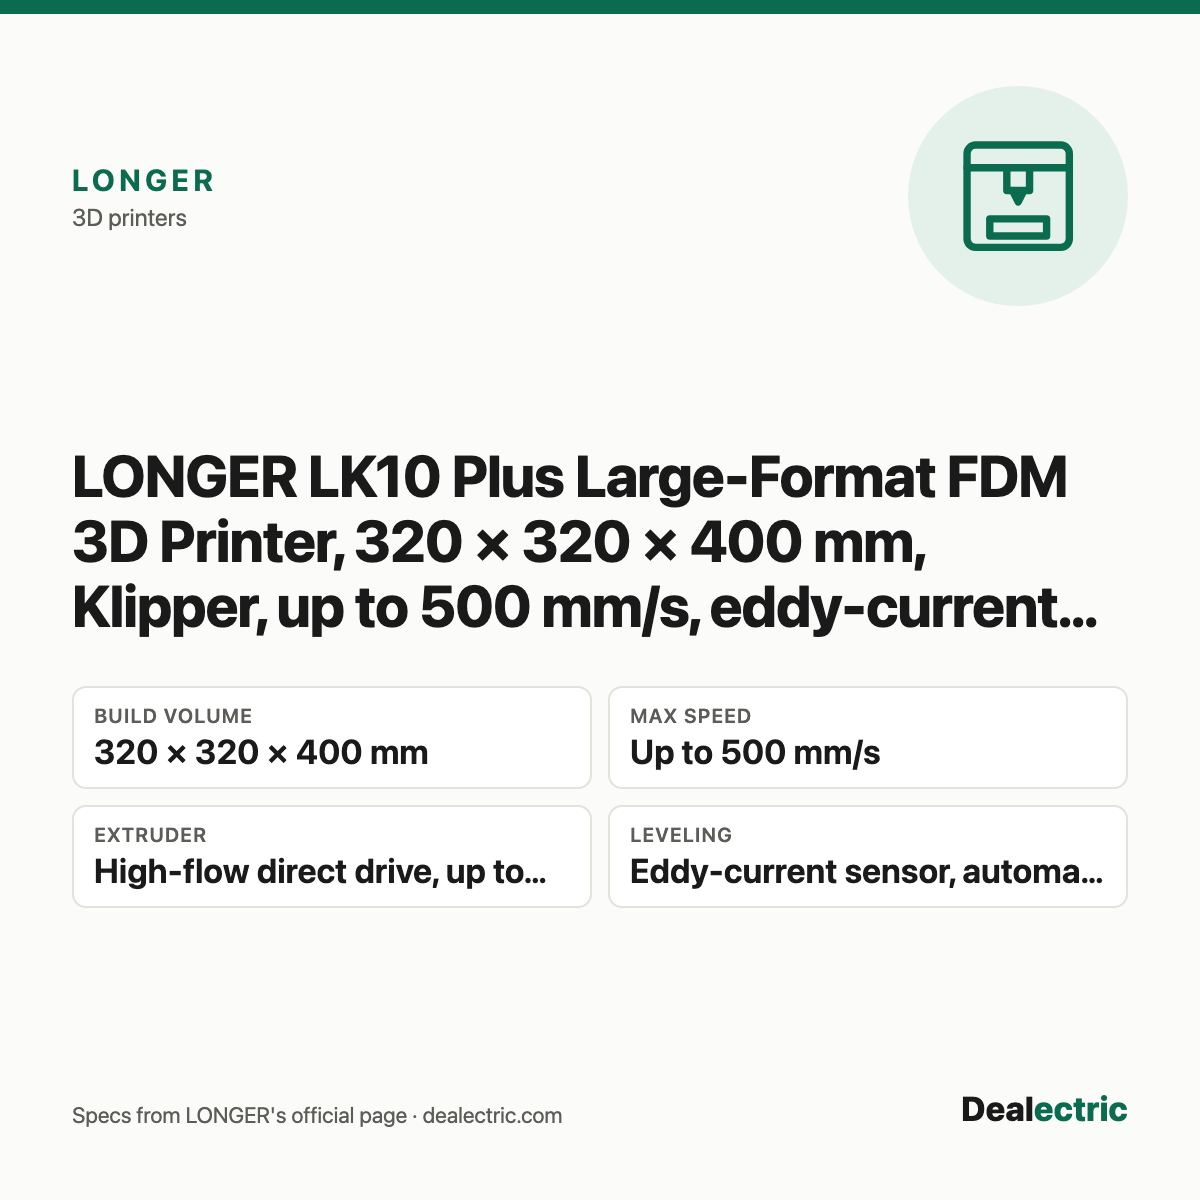 LONGER
3D printers
LONGER LK10 Plus Large-Format FDM
3D Printer, 320 × 320 × 400 mm,
Klipper, up to 500 mm/s, eddy-current...
BUILD VOLUME
320 × 320 × 400 mm
MAX SPEED
Up to 500 mm/s
EXTRUDER
High-flow direct drive, up to...
LEVELING
Eddy-current sensor, automa...
Specs from LONGER's official page · dealectric.com
Dealectric